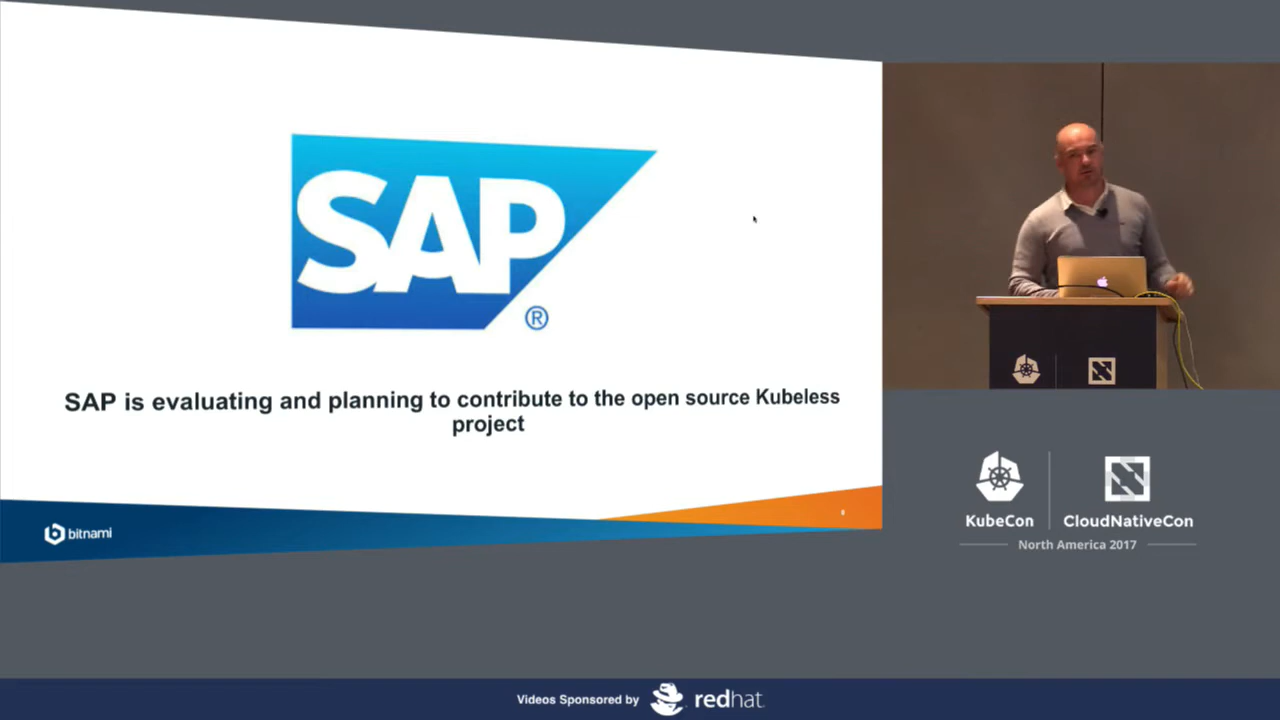 SAP
®
SAP is evaluating and planning to contribute to the open source Kubeless
project
bitnami
KubeCon
CloudNativeCon
North America 2017
Videos Sponsored by
redhat.